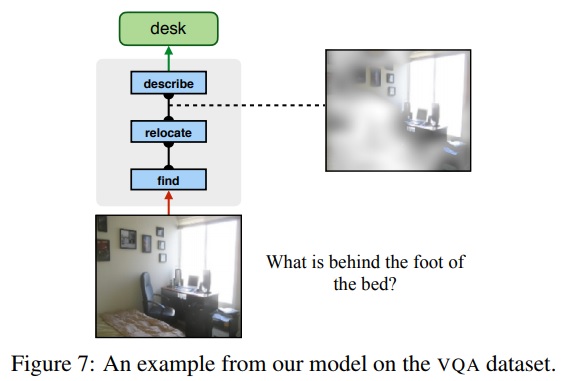 desk
describe
relocate
find
What is behind the foot of
the bed?
Figure 7: An example from our model on the VQA dataset.